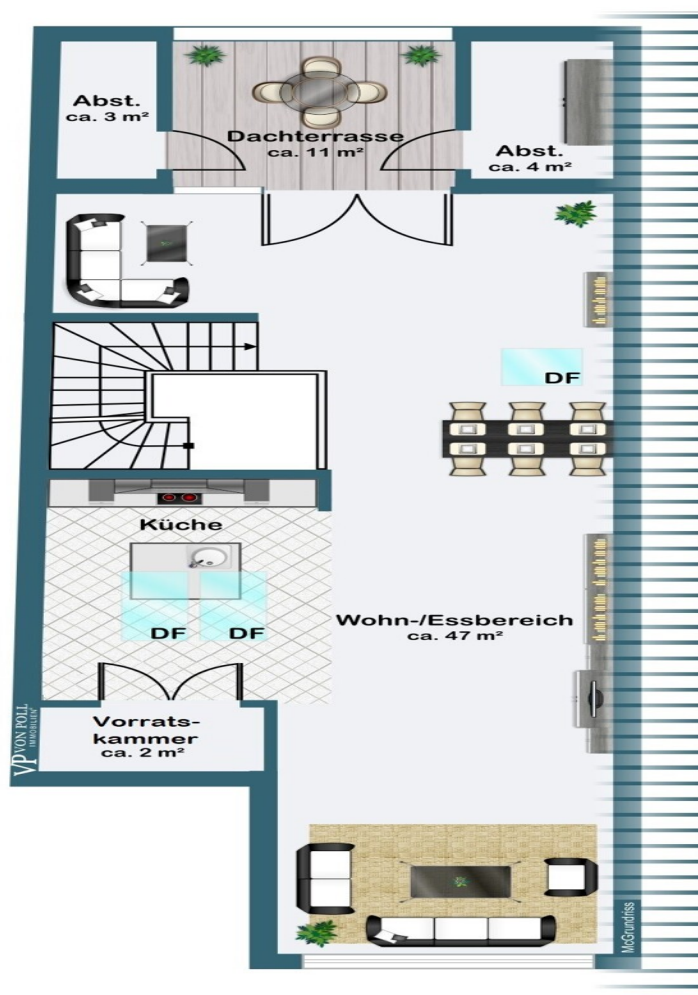 Abst.
ca. 3 m²
Dachterrasse
ca. 11 m²
Abst.
ca. 4 m²
DF
Küche
DF
DF
Wohn-/Essbereich
ca. 47 m²
Vorrats-
kammer
ca. 2 m²
VP VON POLL
IMMOBILIEN®
McGrundriss